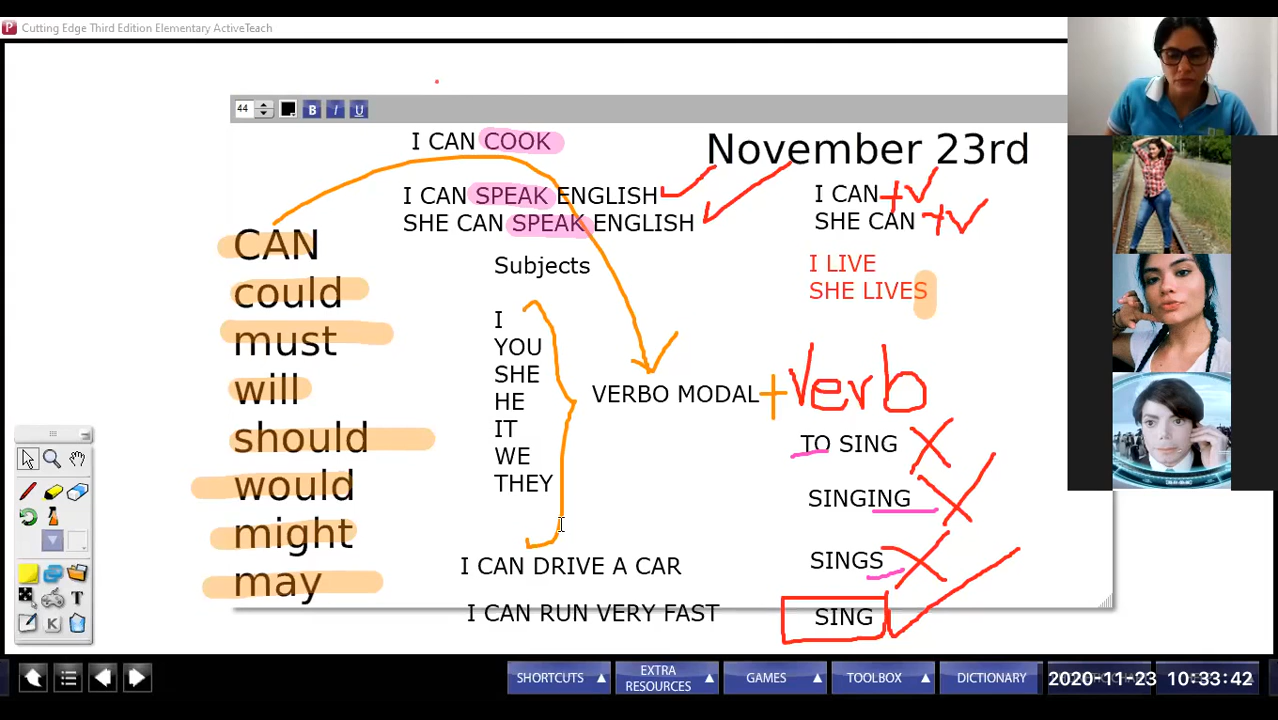 Cutting Edge Third Edition Elementary ActiveTeach
44 B I U
I CAN COOK
November 23rd
I CAN SPEAK ENGLISH
SHE CAN SPEAK ENGLISH
I CAN + V
SHE CAN + V
I LIVE
SHE LIVES
CAN
could
must
will
should
would
might
may
Subjects
I
YOU
SHE
HE
IT
WE
THEY
VERBO MODAL + Verb
TO SING
SINGING
SINGS
SING
I CAN DRIVE A CAR
I CAN RUN VERY FAST
T
K
SHORTCUTS
EXTRA
RESOURCES
GAMES
TOOLBOX
DICTIONARY
2020-11-23 10:33:42